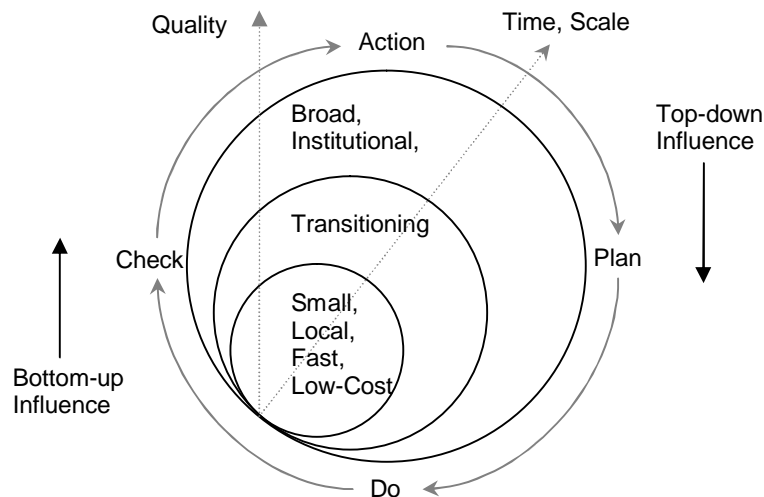 Quality
Time, Scale
Action
Broad,
Institutional,
Top-down
Influence
Transitioning
Check
Plan
Small,
Local,
Fast,
Low-Cost
Bottom-up
Influence
Do